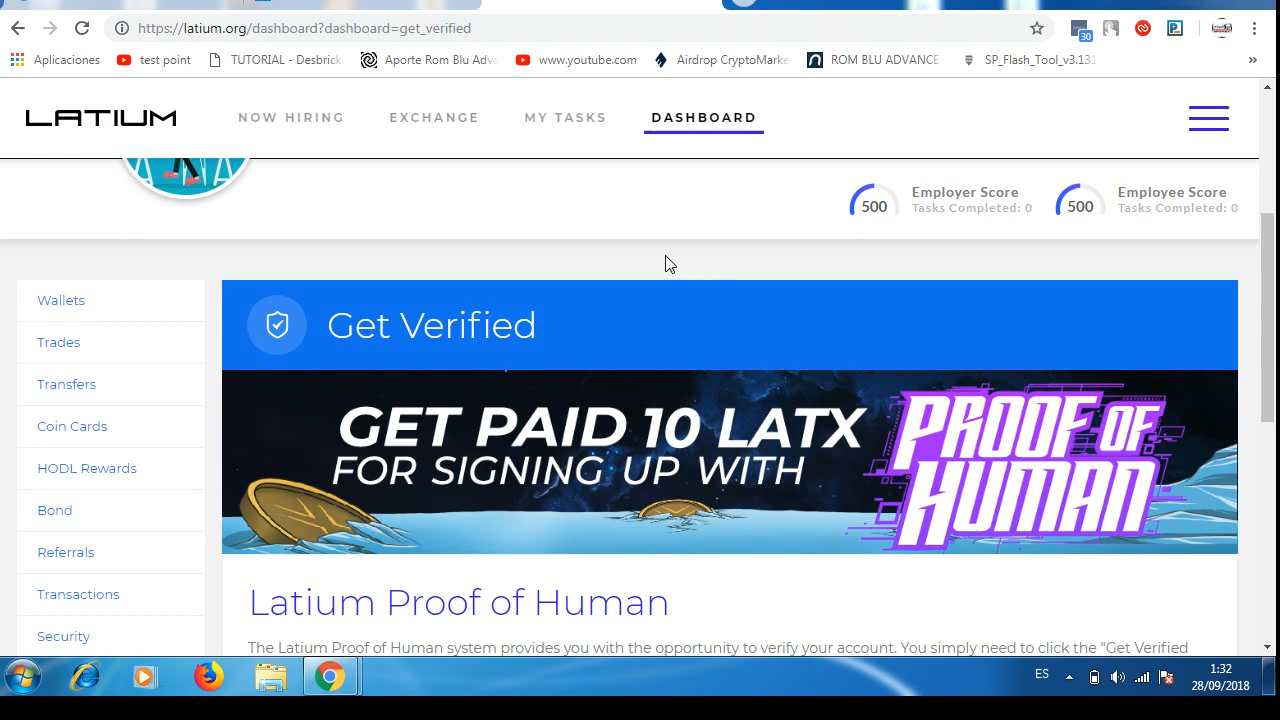 https://latium.org/dashboard?dashboard=get_verified
30
Aplicaciones
test point
TUTORIAL - Desbrick
Aporte Rom Blu Adva
www.youtube.com
Airdrop CryptoMarke
ROM BLU ADVANCE
SP_Flash_Tool_v3.131
»
LATIUM
NOW HIRING
EXCHANGE
MY TASKS
DASHBOARD
500
Employer Score
Tasks Completed: 0
500
Employee Score
Tasks Completed: 0
Wallets
Trades
Transfers
Coin Cards
HODL Rewards
Bond
Referrals
Transactions
Security
Get Verified
GET PAID 10 LATX
FOR SIGNING UP WITH
PROOF OF
HUMAN
Latium Proof of Human
The Latium Proof of Human system provides you with the opportunity to verify your account. You simply need to click the "Get Verified
ES
1:32
28/09/2018